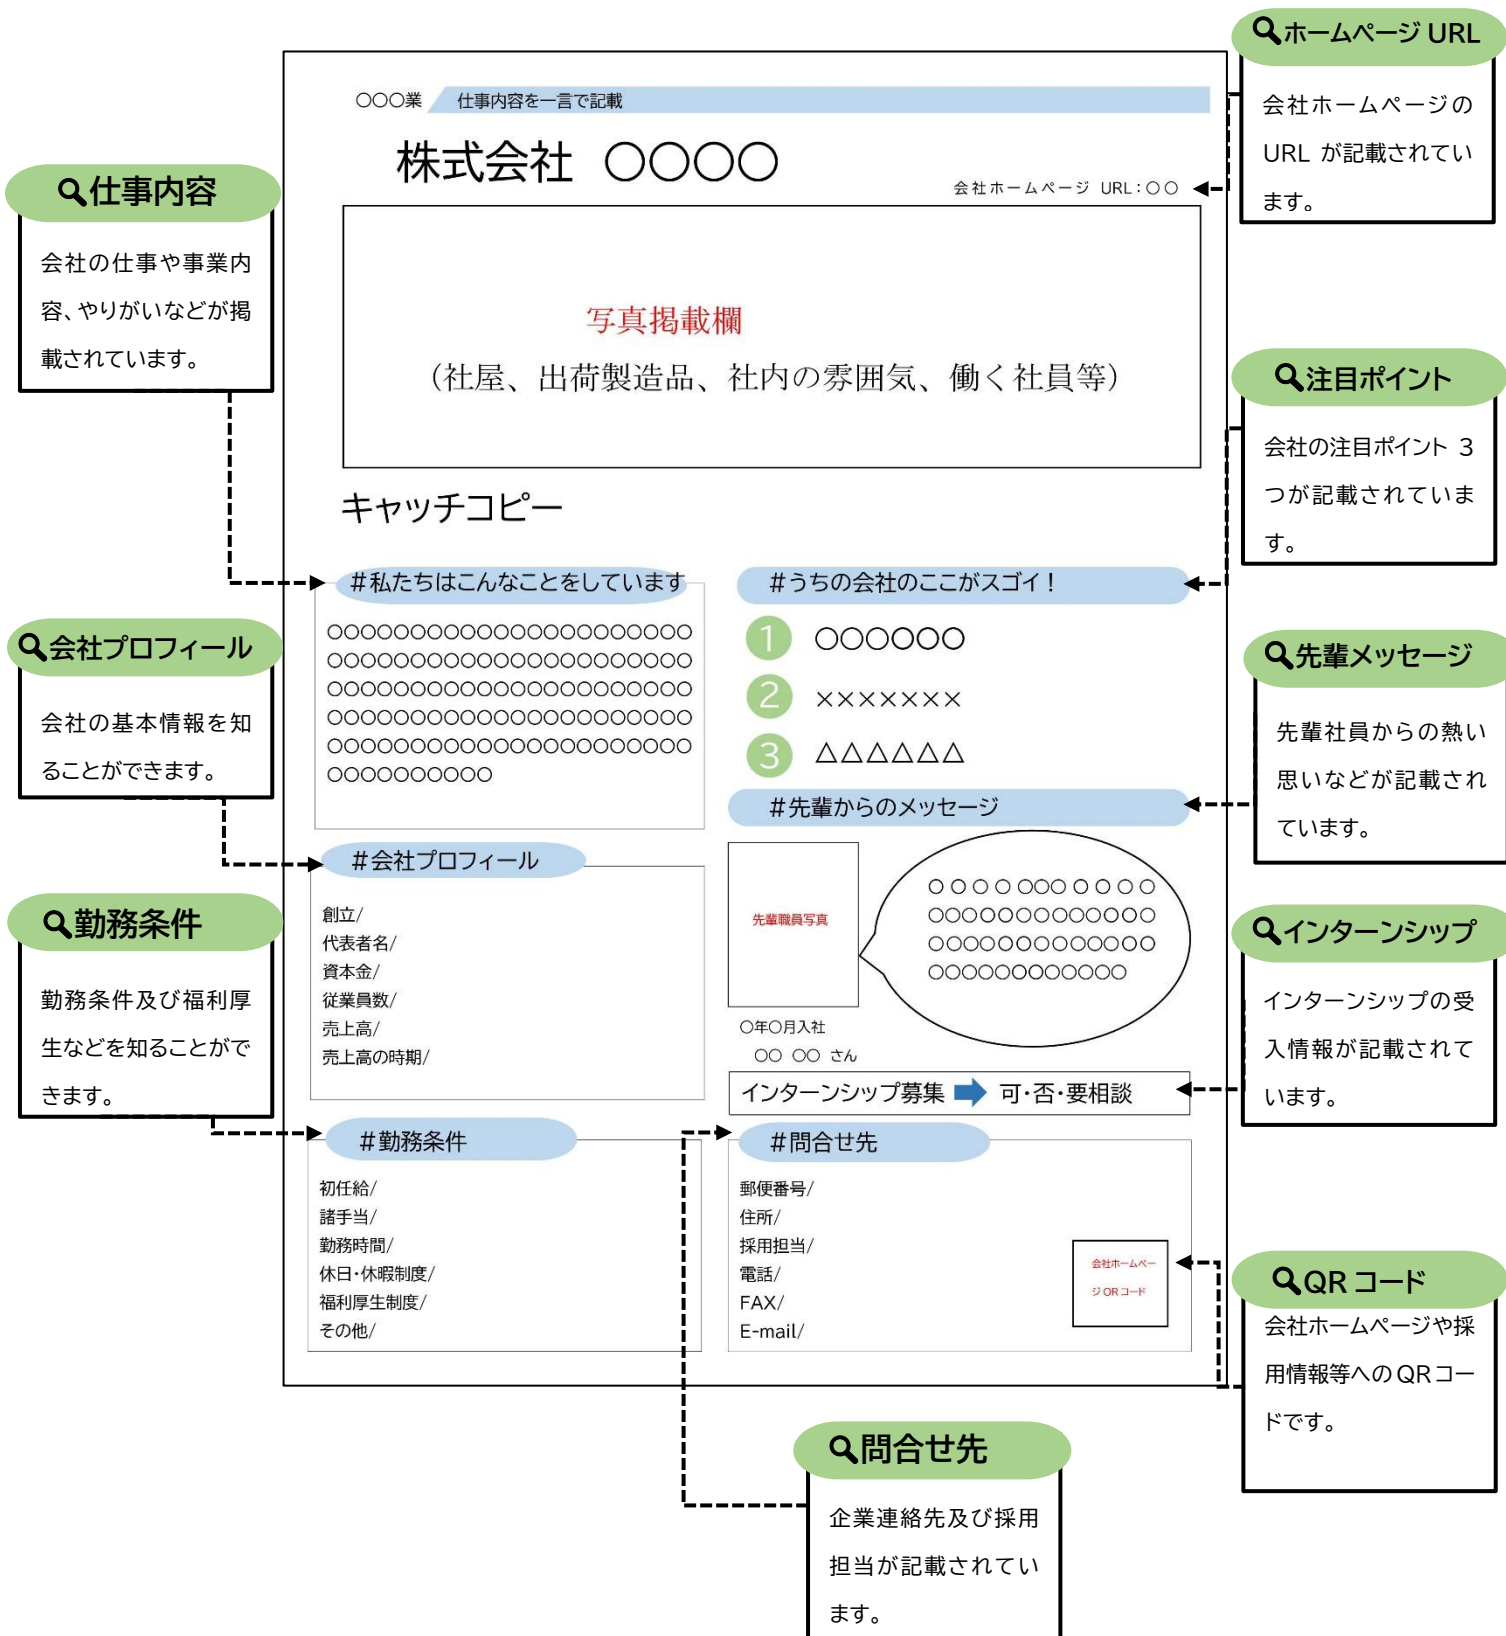 ホームページ URL
会社ホームページの
URL が記載されてい
ます。
〇〇〇業
仕事内容を一言で記載
株式会社 〇〇〇〇
会社ホームページ URL:〇〇
仕事内容
会社の仕事や事業内
容、やりがいなどが掲
載されています。
写真掲載欄
（社屋、出荷製造品、社内の雰囲気、働く社員等）
注目ポイント
会社の注目ポイント 3
つが記載されていま
す。
キャッチコピー
#私たちはこんなことをしています
〇〇〇〇〇〇〇〇〇〇〇〇〇〇〇〇〇〇〇〇〇〇
〇〇〇〇〇〇〇〇〇〇〇〇〇〇〇〇〇〇〇〇〇〇
〇〇〇〇〇〇〇〇〇〇〇〇〇〇〇〇〇〇〇〇〇〇
〇〇〇〇〇〇〇〇〇〇〇〇〇〇〇〇〇〇〇〇〇〇
〇〇〇〇〇〇〇〇〇〇〇〇〇〇〇〇〇〇〇〇〇〇
〇〇〇〇〇〇〇〇〇〇
#うちの会社のここがスゴイ！
1 〇〇〇〇〇〇
2 ×××××××
3 △△△△△△
会社プロフィール
会社の基本情報を知
ることができます。
先輩メッセージ
先輩社員からの熱い
思いなどが記載され
ています。
#先輩からのメッセージ
先輩職員写真
〇 〇 〇 〇 〇〇〇 〇 〇 〇 〇
〇〇〇〇〇〇〇〇〇〇〇〇〇
〇〇〇〇〇〇〇〇〇〇〇〇〇
〇〇〇〇〇〇〇〇〇〇〇〇
〇年〇月入社
〇〇 〇〇 さん
#会社プロフィール
創立/
代表者名/
資本金/
従業員数/
売上高/
売上高の時期/
勤務条件
勤務条件及び福利厚
生などを知ることがで
きます。
インターンシップ
インターンシップの受
入情報が記載されて
います。
インターンシップ募集 ➡ 可・否・要相談
#勤務条件
初任給/
諸手当/
勤務時間/
休日・休暇制度/
福利厚生制度/
その他/
#問合せ先
郵便番号/
住所/
採用担当/
電話/
FAX/
E-mail/
会社ホームペー
ジ QR コード
QR コード
会社ホームページや採
用情報等へのQRコー
ドです。
問合せ先
企業連絡先及び採用
担当が記載されてい
ます。